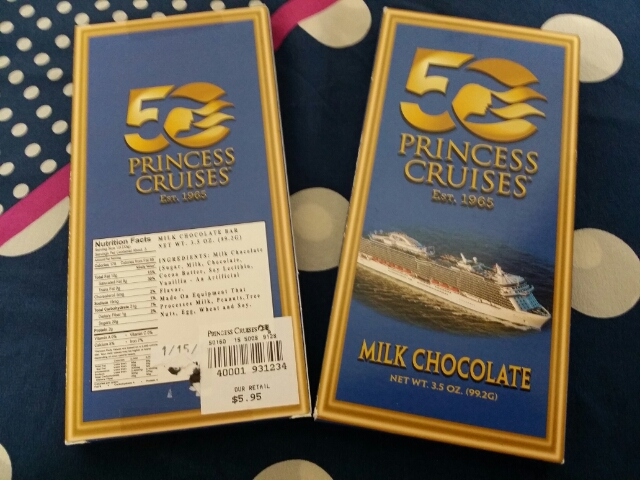 50
PRINCESS
CRUISES
EST. 1965
Nutrition Facts
MILK CHOCOLATE BAR
NET WT. 3.5 OZ. (99.2G)
INGREDIENTS: Milk Chocolate
(Sugar, Milk, Chocolate,
Cocoa Butter, Soy Lecithin,
Vanillin - An Artificial
Flavor.
Made On Equipment That
Processes Milk, Peanuts, Tree
Nuts, Egg, Wheat and Soy.
1/15/
PRINCESS CRUISES
40001 931234
OUR RETAIL
$5.95
50
PRINCESS
CRUISES
EST. 1965
MILK CHOCOLATE
NET WT. 3.5 OZ. (99.2G)